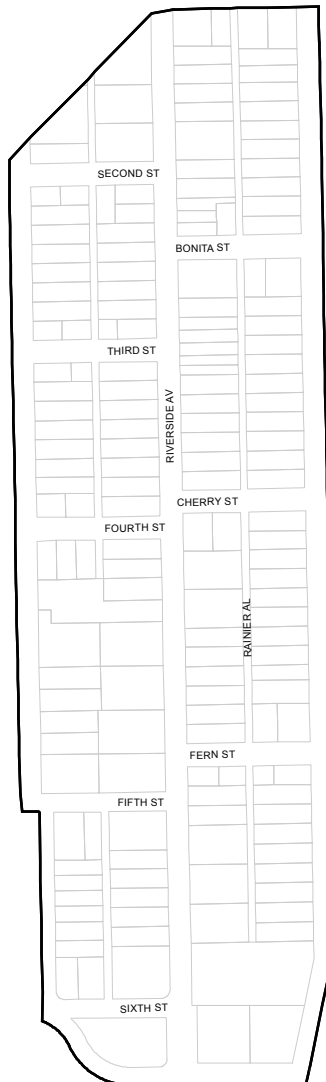 SECOND ST
BONITA ST
THIRD ST
RIVERSIDE AV
CHERRY ST
FOURTH ST
RAINIER AL
FERN ST
FIFTH ST
SIXTH ST